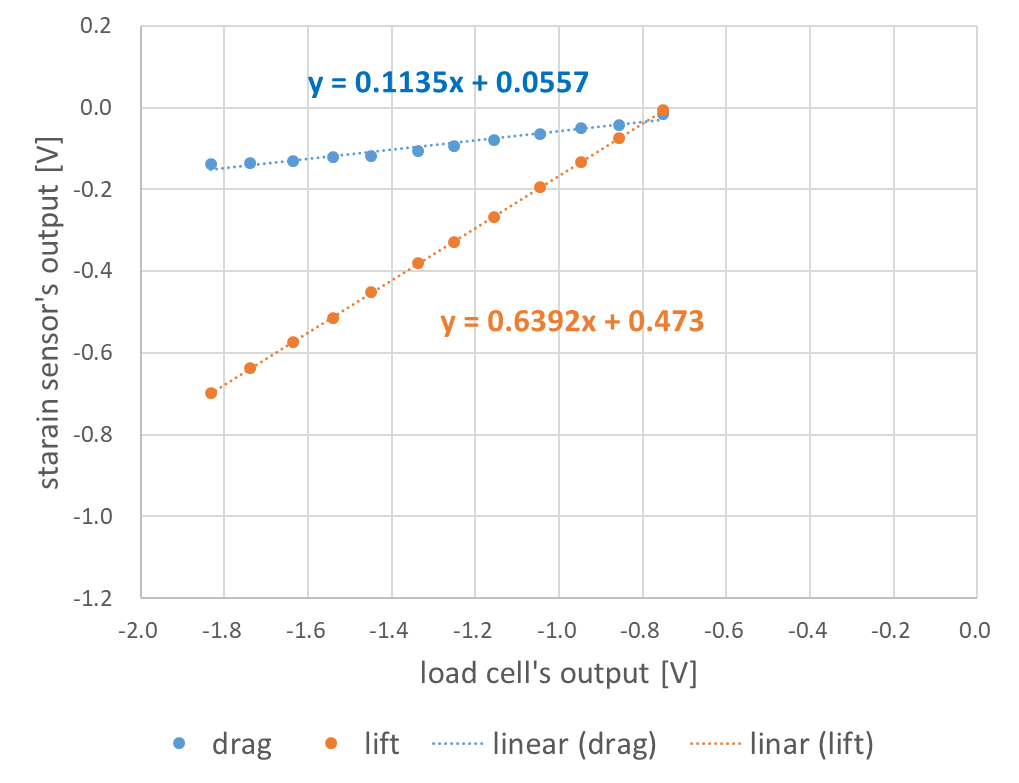 0.2
y = 0.1135x + 0.0557
0.0
-0.2
-0.4
y = 0.6392x + 0.473
-0.6
-0.8
-1.0
-1.2
starain sensor's output [V]
-2.0 -1.8 -1.6 -1.4 -1.2 -1.0 -0.8 -0.6 -0.4 -0.2 0.0
load cell's output [V]
drag lift linear (drag) linar (lift)